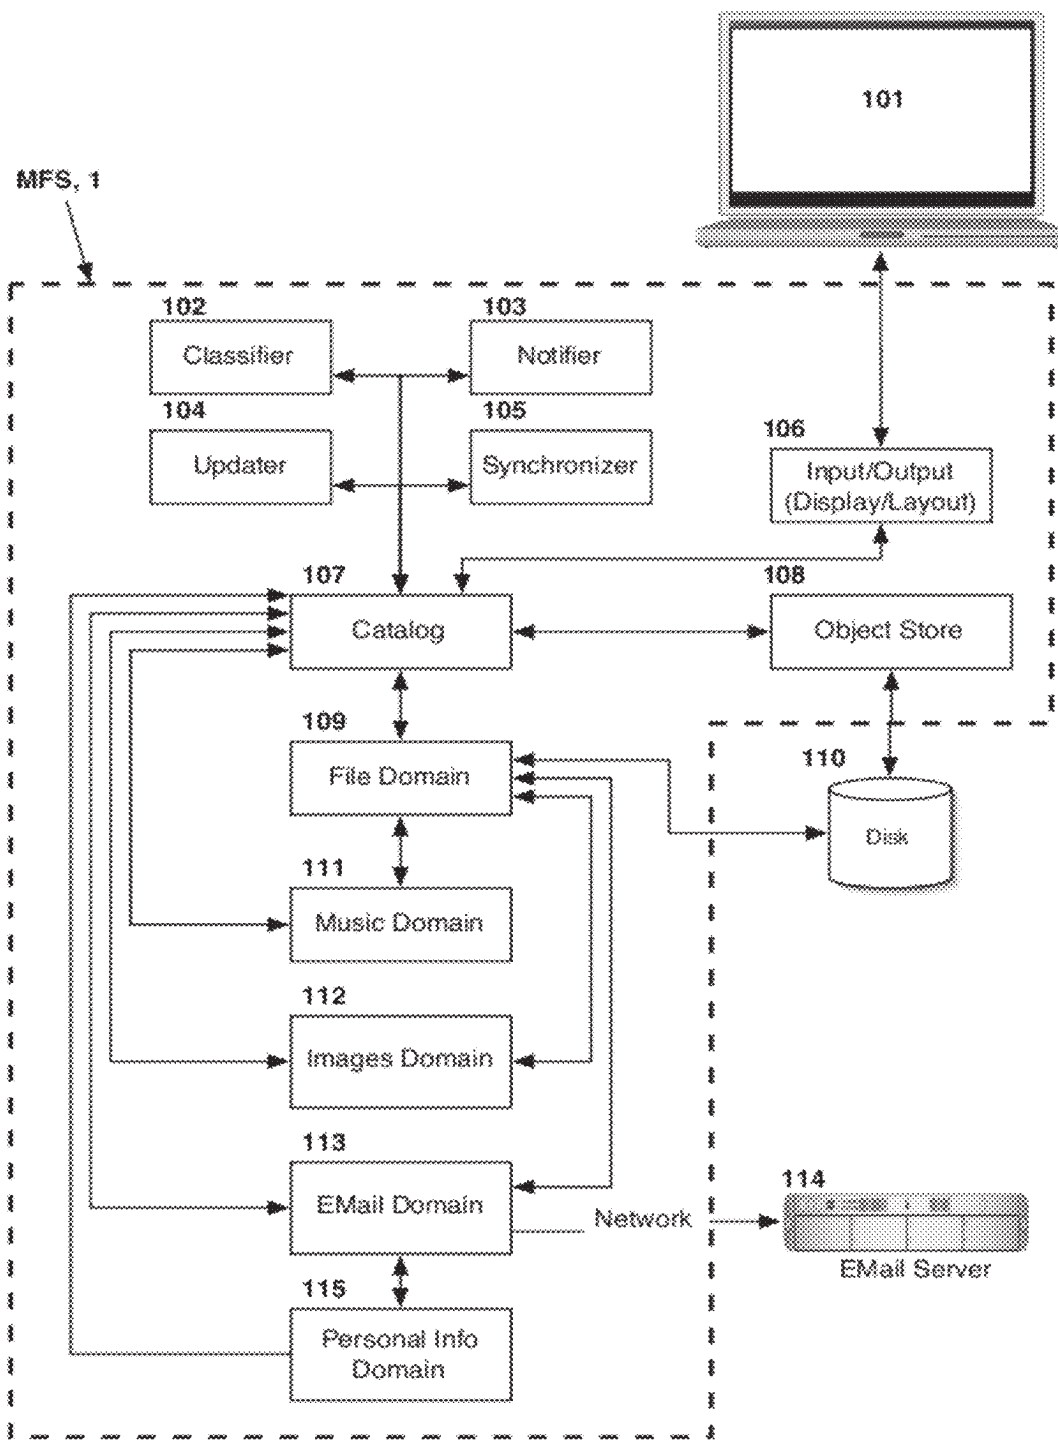 101
MFS, 1
102
Classifier
103
Notifier
104
Updater
105
Synchronizer
106
Input/Output
(Display/Layout)
107
Catalog
108
Object Store
109
File Domain
110
Disk
111
Music Domain
112
Images Domain
113
EMail Domain
Network
114
EMail Server
115
Personal Info
Domain